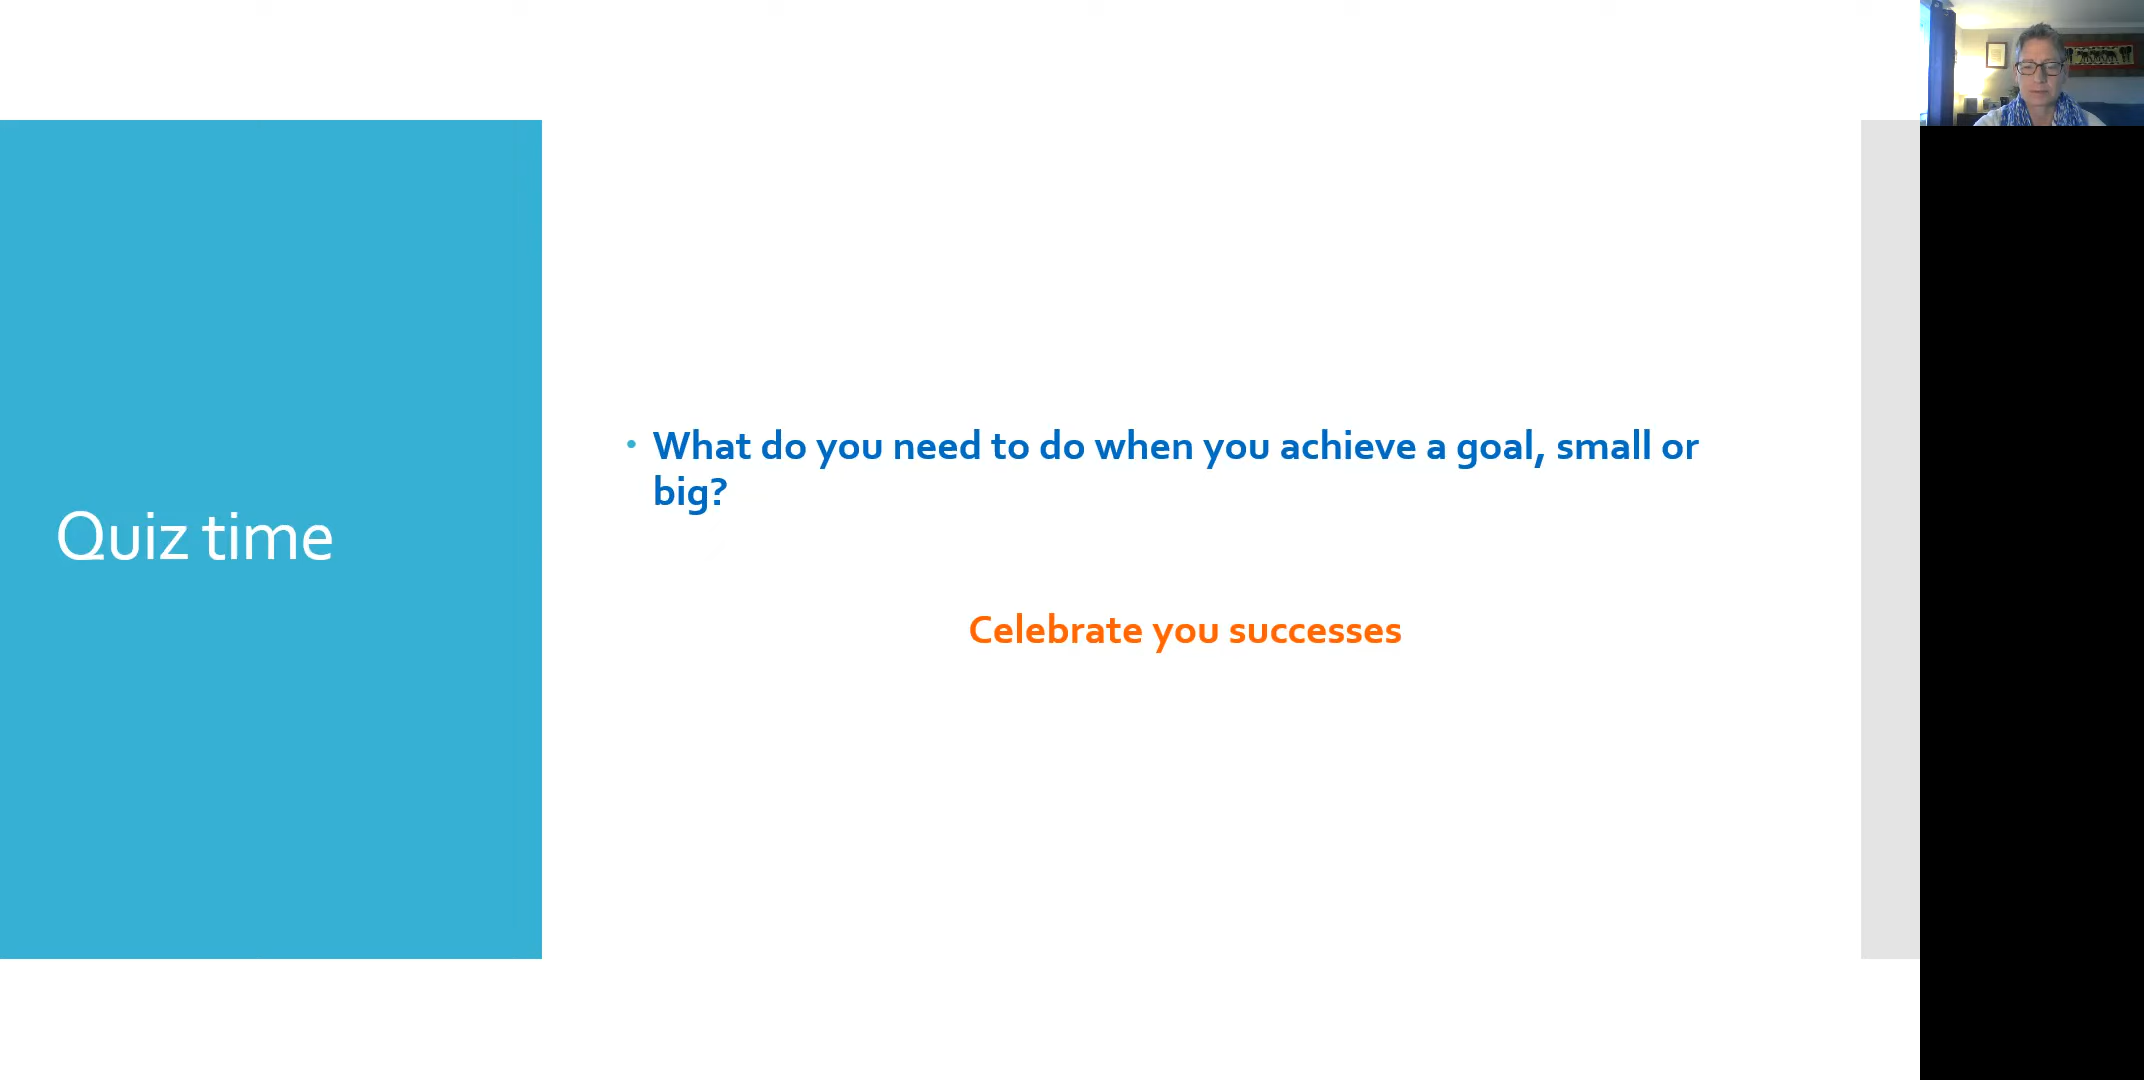 Quiz time
What do you need to do when you achieve a goal, small or
big?
Celebrate you successes